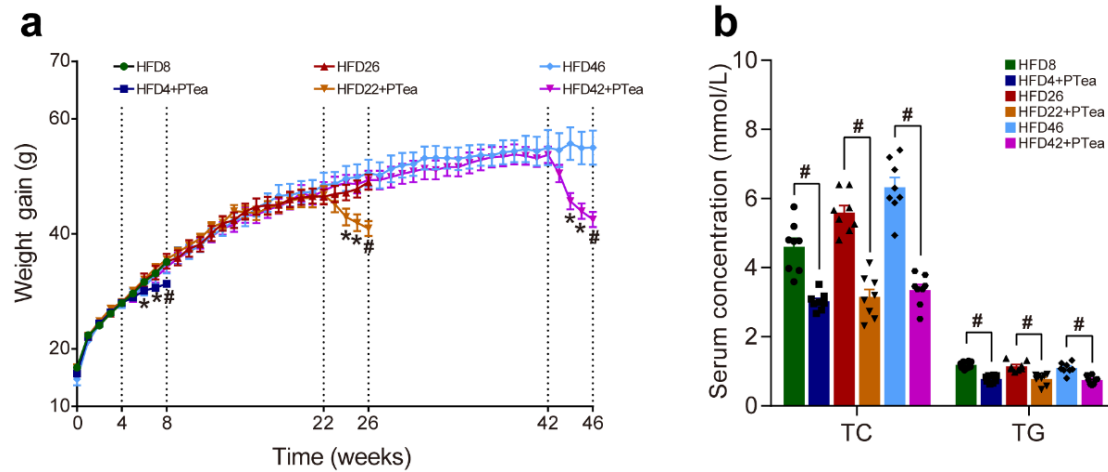 a
70
60
50
40
30
20
10
Weight gain (g)
HFD8
HFD4+PTea
HFD26
HFD22+PTea
HFD46
HFD42+PTea
* * #
* * #
* * #
0 4 8 22 26 42 46
Time (weeks)
b
10
8
6
4
2
0
Serum concentration (mmol/L)
HFD8
HFD4+PTea
HFD26
HFD22+PTea
HFD46
HFD42+PTea
# # #
# # #
TC TG